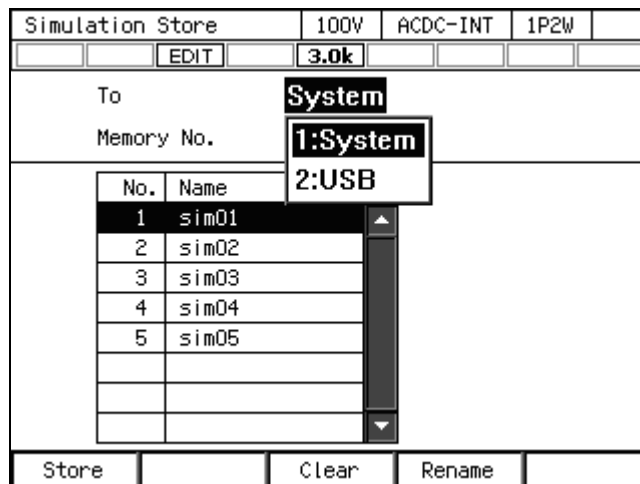 Simulation Store 100V ACDC-INT 1P2W
EDIT 3.0k
To System
Memory No. 1:System
2:USB
No. Name
1 sim01
2 sim02
3 sim03
4 sim04
5 sim05
Store Clear Rename